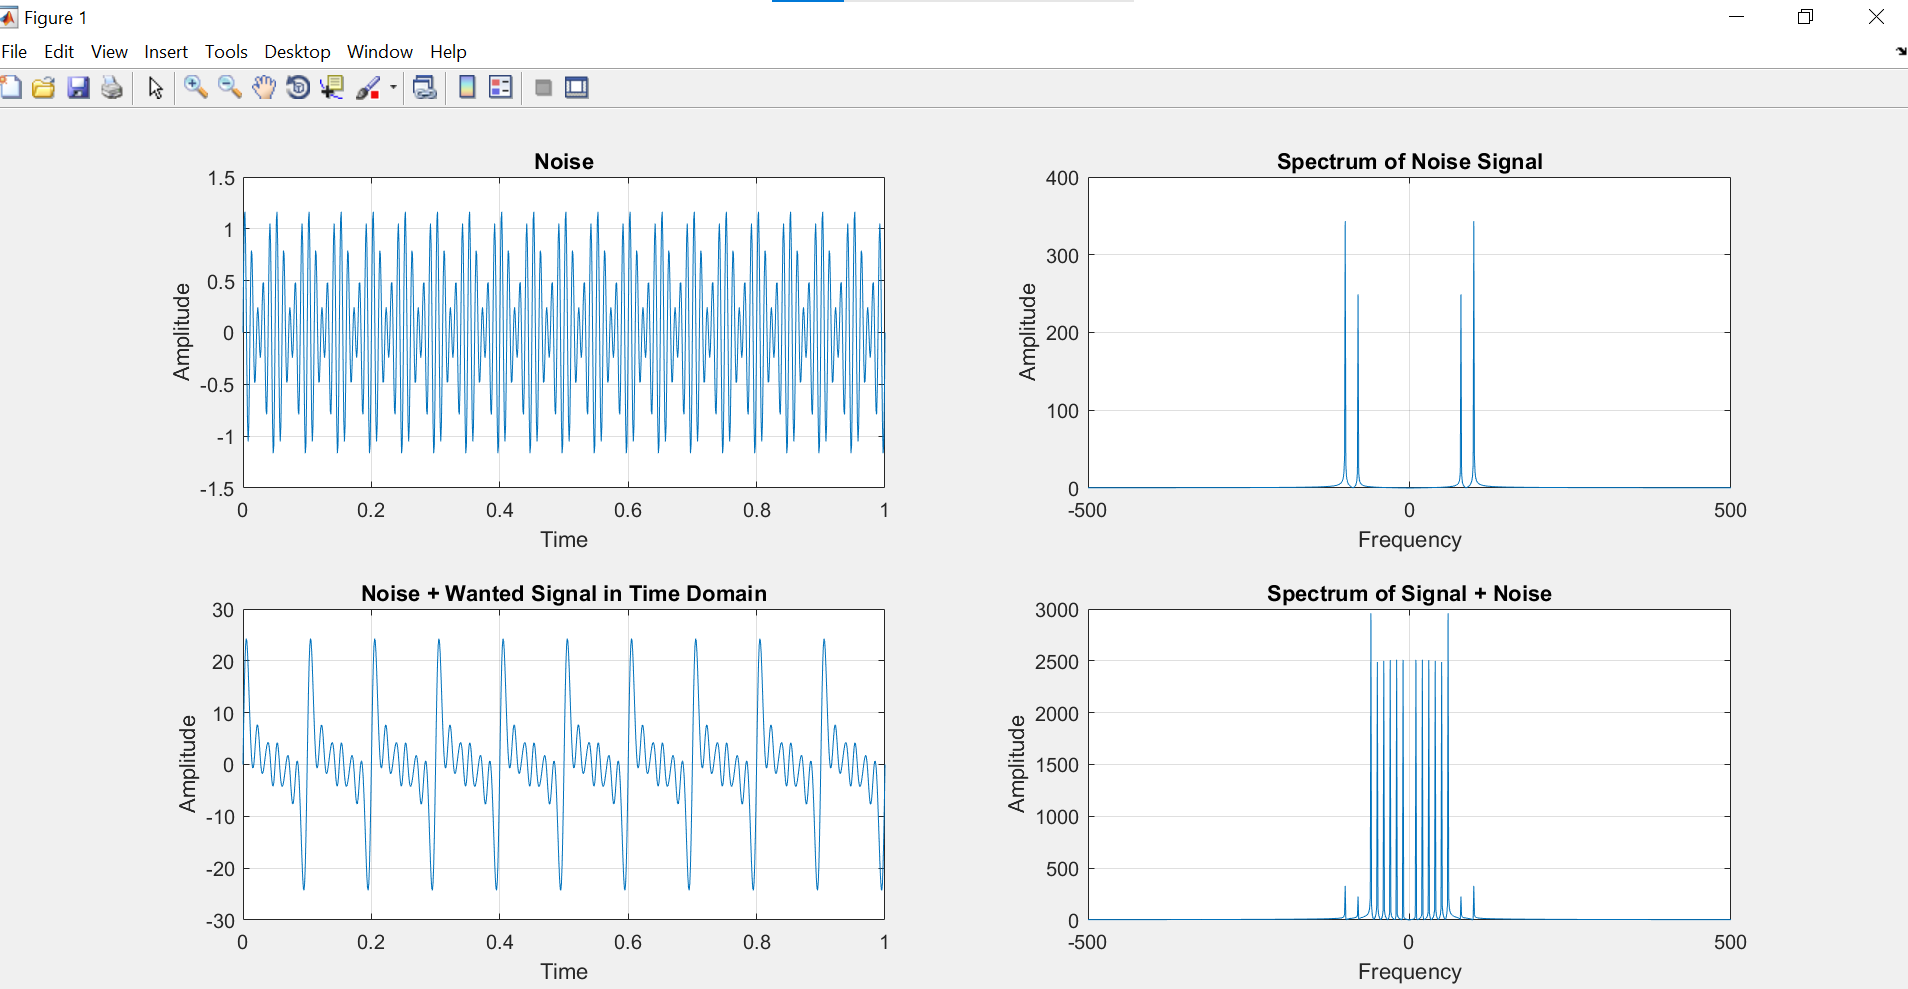 Figure 1
File Edit View Insert Tools Desktop Window Help
Noise
1.5
1
0.5
0
-0.5
-1
-1.5
Amplitude
0 0.2 0.4 0.6 0.8 1
Time
Spectrum of Noise Signal
400
300
200
100
0
Amplitude
-500 0 500
Frequency
Noise + Wanted Signal in Time Domain
30
20
10
0
-10
-20
-30
Amplitude
0 0.2 0.4 0.6 0.8 1
Time
Spectrum of Signal + Noise
3000
2500
2000
1500
1000
500
0
Amplitude
-500 0 500
Frequency